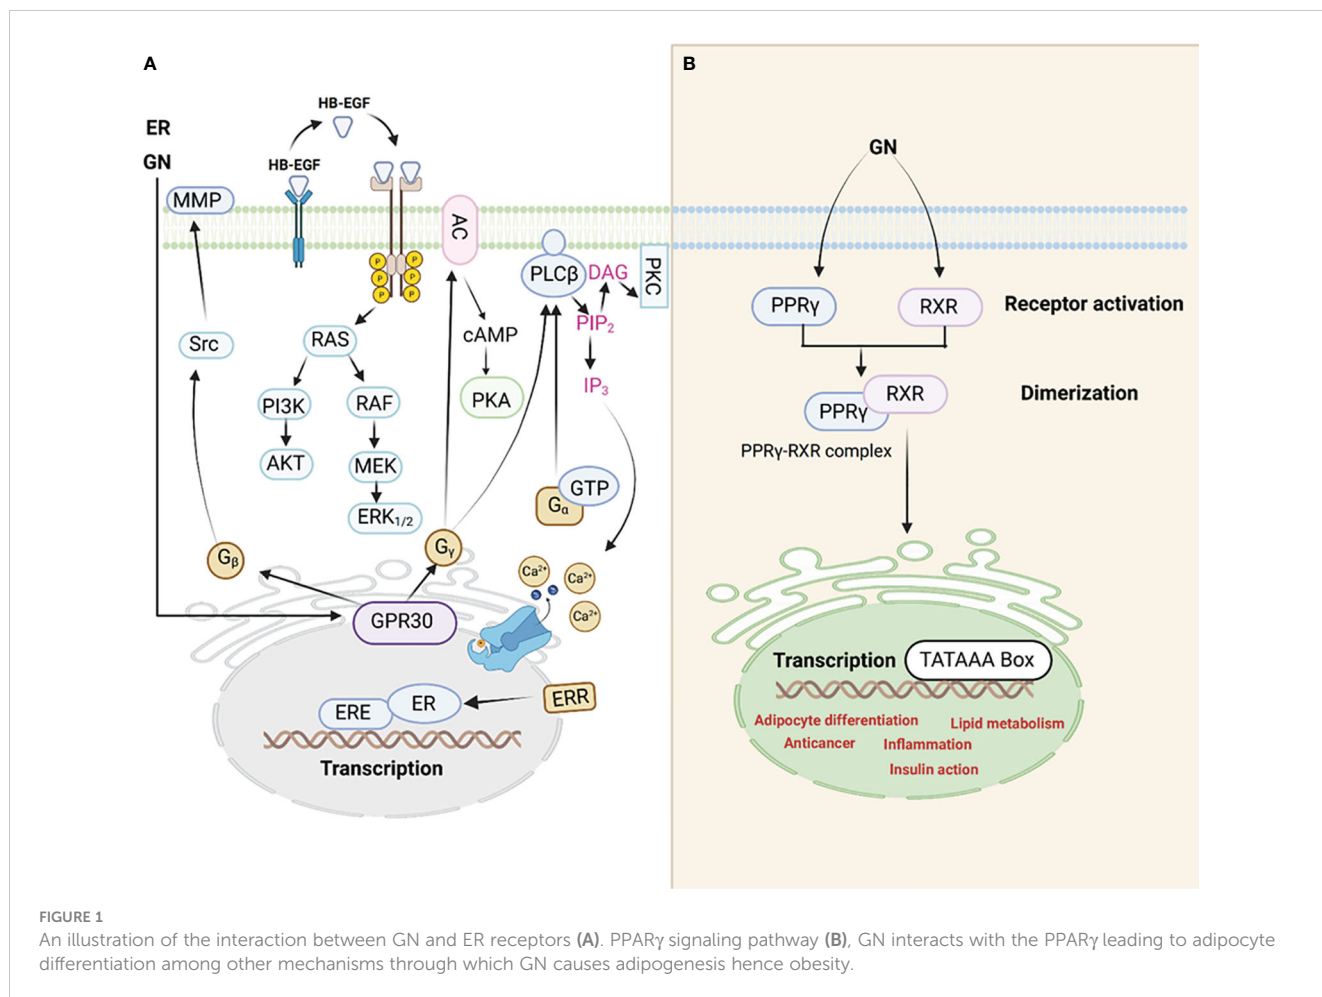 A
B
HB-EGF
ER
GN
HB-EGF
GN
MMP
AC
PLCβ
DAG
PKC
P
P
P
P
P
P
PIP2
PPRγ
RXR
Receptor activation
Src
RAS
cAMP
IP3
PI3K
RAF
PKA
RXR
PPRγ
Dimerization
PPRγ-RXR complex
AKT
MEK
GTP
Gα
ERK1/2
Gβ
Gγ
Ca2+
Ca2+
Ca2+
GPR30
Transcription
TATAAA Box
ERE
ER
ERR
Adipocyte differentiation
Lipid metabolism
Anticancer
Inflammation
Insulin action
Transcription
FIGURE 1
An illustration of the interaction between GN and ER receptors (A). PPARγ signaling pathway (B), GN interacts with the PPARγ leading to adipocyte
differentiation among other mechanisms through which GN causes adipogenesis hence obesity.